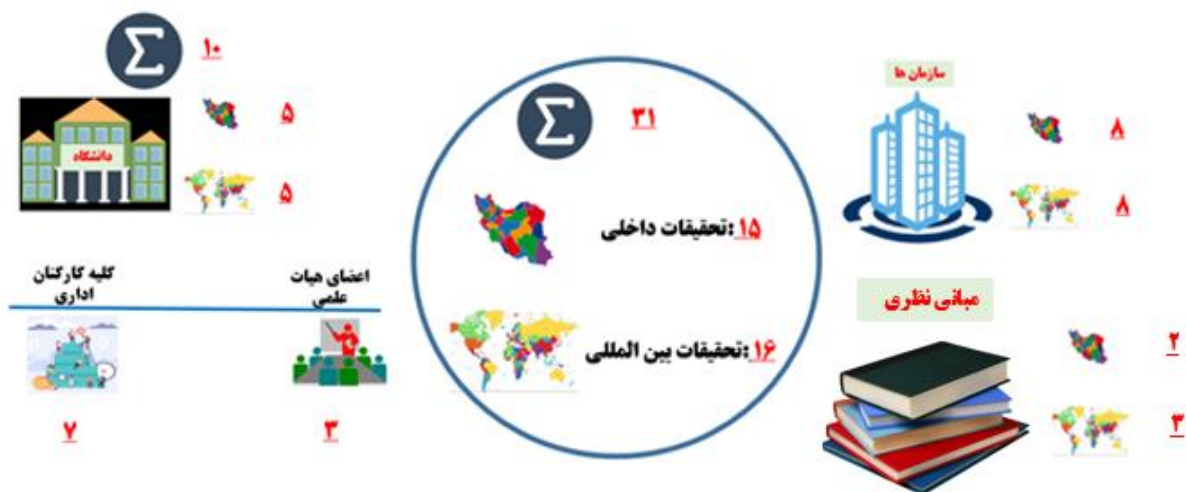 سازمان ها
۸
۸
مبانی نظری
۲
۳
Σ
۳۱
۱۵:تحقیقات داخلی
۱۶:تحقیقات بین المللی
Σ
۱۰
دانشگاه
۵
۵
اعضای هیات
علمی
۳
کلیه کارکنان
اداری
۷